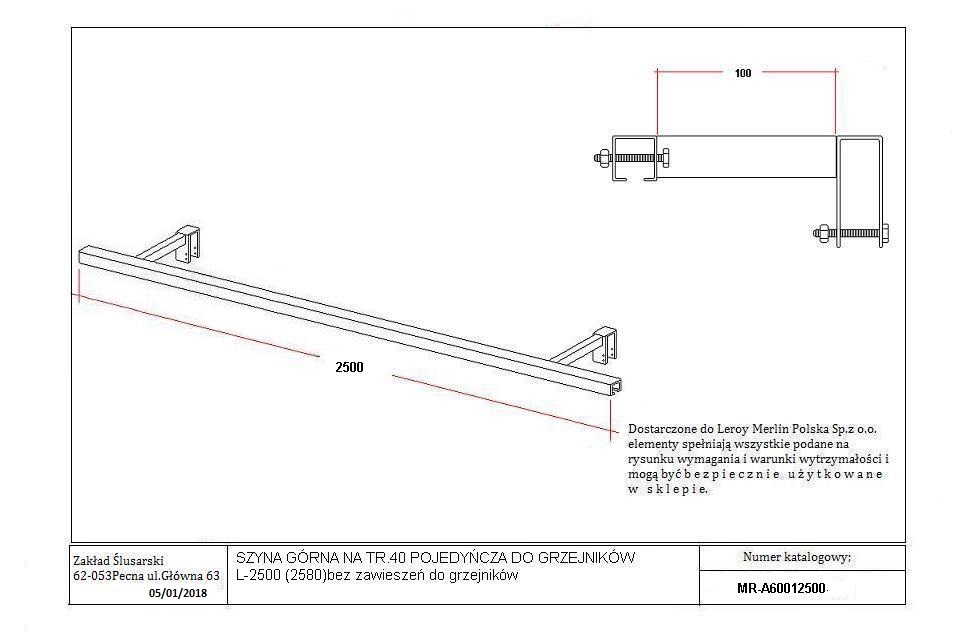 100
2500
Dostarczone do Leroy Merlin Polska Sp.z o.o.
elementy spełniają wszystkie podane na
rysunku wymagania i warunki wytrzymałości i
mogą być b e z p i e c z n i e u ż y t k o w a n e
w s k l e p i e.
Zakład Ślusarski
62-053Pecna ul.Główna 63
05/01/2018
SZYNA GÓRNA NA TR.40 POJEDYŃCZA DO GRZEJNIKÓW
L-2500 (2580)bez zawieszeń do grzejników
Numer katalogowy;
MR-A60012500